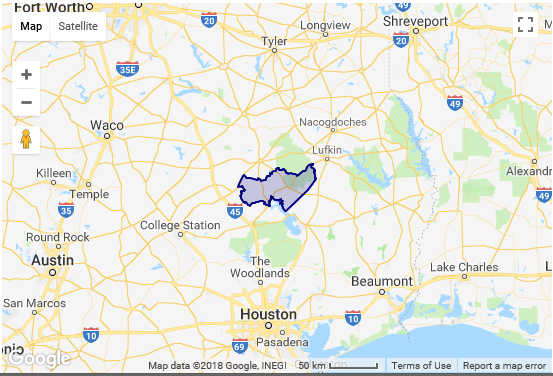 Fort Worth
Longview
Shreveport
Map Satellite
20
Tyler
20
35E
49
Nacogdoches
Waco
Lufkin
Killeen
Alexand
Temple
35
45
49
College Station
Round Rock
The
Woodlands
Austin
Lake Charles
L
Beaumont
San Marcos
Houston
10
10
Pasadena
69
onio
Google
Map data ©2018 Google, INEGI 50 km Terms of Use Report a map error